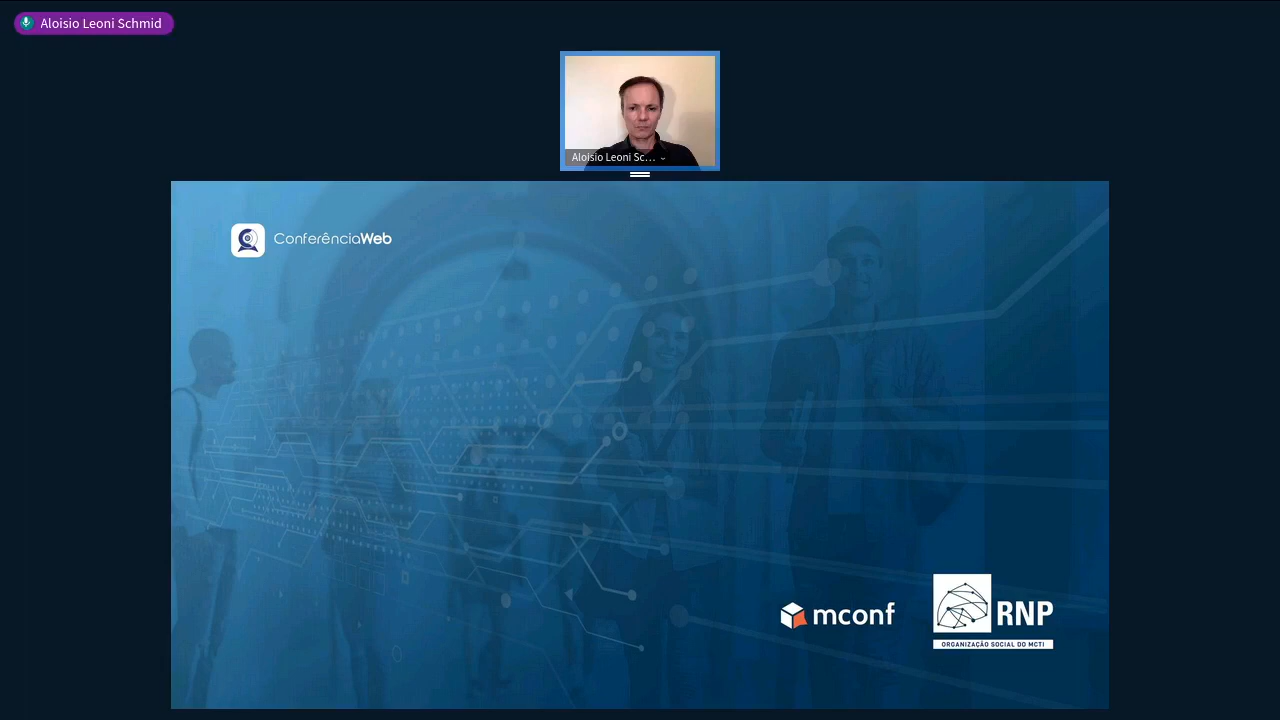 Aloisio Leoni Schmid
Aloisio Leoni Sc...
ConferênciaWeb
mconf
RNP
ORGANIZAÇÃO SOCIAL DO MCTI